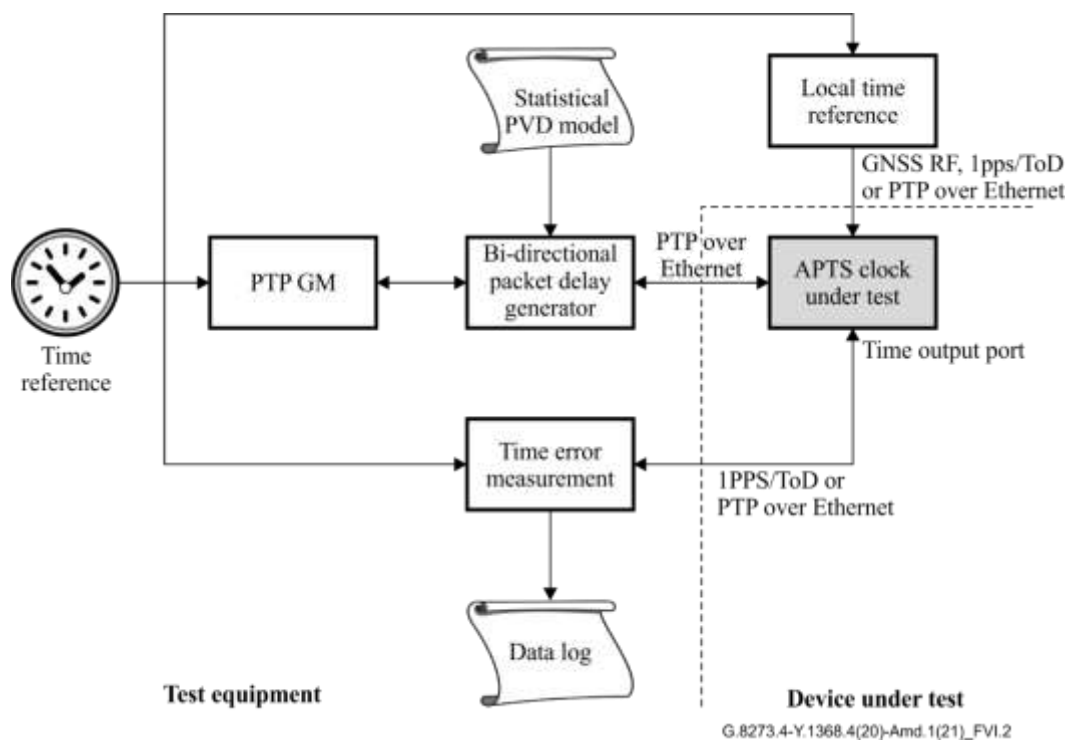 Statistical
PVD model
Local time
reference
GNSS RF, 1pps/ToD
or PTP over Ethernet
Time
reference
PTP GM
Bi-directional
packet delay
generator
PTP over
Ethernet
APTS clock
under test
Time output port
Time error
measurement
1PPS/ToD or
PTP over Ethernet
Data log
Test equipment
Device under test
G.8273.4-Y.1368.4(20)-Amd.1(21)_FVI.2